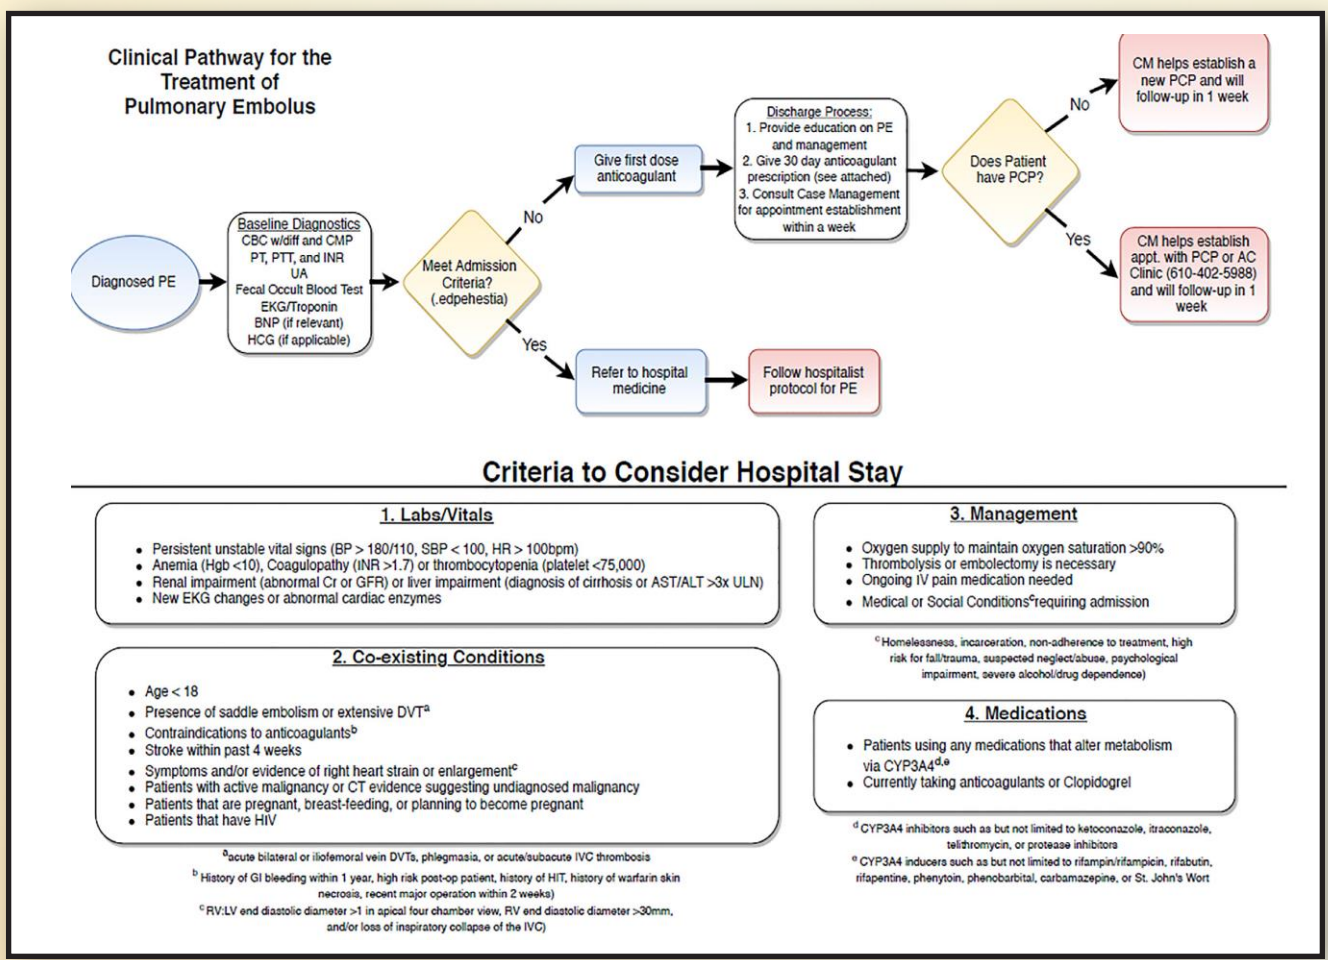 Clinical Pathway for the
Treatment of
Pulmonary Embolus
Diagnosed PE
Baseline Diagnostics
CBC w/diff and CMP
PT, PTT, and INR
UA
Fecal Occult Blood Test
EKG/Troponin
BNP (if relevant)
HCG (if applicable)
Meet Admission
Criteria?
(.edpehestia)
No
Give first dose
anticoagulant
Discharge Process:
1. Provide education on PE
and management
2. Give 30 day anticoagulant
prescription (see attached)
3. Consult Case Management
for appointment establishment
within a week
Does Patient
have PCP?
No
CM helps establish a
new PCP and will
follow-up in 1 week
Yes
CM helps establish
appt. with PCP or AC
Clinic (610-402-5988)
and will follow-up in 1
week
Yes
Refer to hospital
medicine
Follow hospitalist
protocol for PE
Criteria to Consider Hospital Stay
1. Labs/Vitals
• Persistent unstable vital signs (BP > 180/110, SBP < 100, HR > 100bpm)
• Anemia (Hgb <10), Coagulopathy (INR >1.7) or thrombocytopenia (platelet <75,000)
• Renal impairment (abnormal Cr or GFR) or liver impairment (diagnosis of cirrhosis or AST/ALT >3x ULN)
• New EKG changes or abnormal cardiac enzymes
2. Co-existing Conditions
• Age < 18
• Presence of saddle embolism or extensive DVTᵃ
• Contraindications to anticoagulantsᵇ
• Stroke within past 4 weeks
• Symptoms and/or evidence of right heart strain or enlargementᶜ
• Patients with active malignancy or CT evidence suggesting undiagnosed malignancy
• Patients that are pregnant, breast-feeding, or planning to become pregnant
• Patients that have HIV
ᵃacute bilateral or iliofemoral vein DVTs, phlegmasia, or acute/subacute IVC thrombosis
ᵇ History of GI bleeding within 1 year, high risk post-op patient, history of HIT, history of warfarin skin
necrosis, recent major operation within 2 weeks)
ᶜRV:LV end diastolic diameter >1 in apical four chamber view, RV end diastolic diameter >30mm,
and/or loss of inspiratory collapse of the IVC)
3. Management
• Oxygen supply to maintain oxygen saturation >90%
• Thrombolysis or embolectomy is necessary
• Ongoing IV pain medication needed
• Medical or Social Conditionsᶜrequiring admission
ᶜHomelessness, incarceration, non-adherence to treatment, high
risk for fall/trauma, suspected neglect/abuse, psychological
impairment, severe alcohol/drug dependence)
4. Medications
• Patients using any medications that alter metabolism
via CYP3A4ᵈ,ᵉ
• Currently taking anticoagulants or Clopidogrel
ᵈ CYP3A4 inhibitors such as but not limited to ketoconazole, itraconazole,
telithromycin, or protease inhibitors
ᵉ CYP3A4 inducers such as but not limited to rifampin/rifampicin, rifabutin,
rifapentine, phenytoin, phenobarbital, carbamazepine, or St. John's Wort